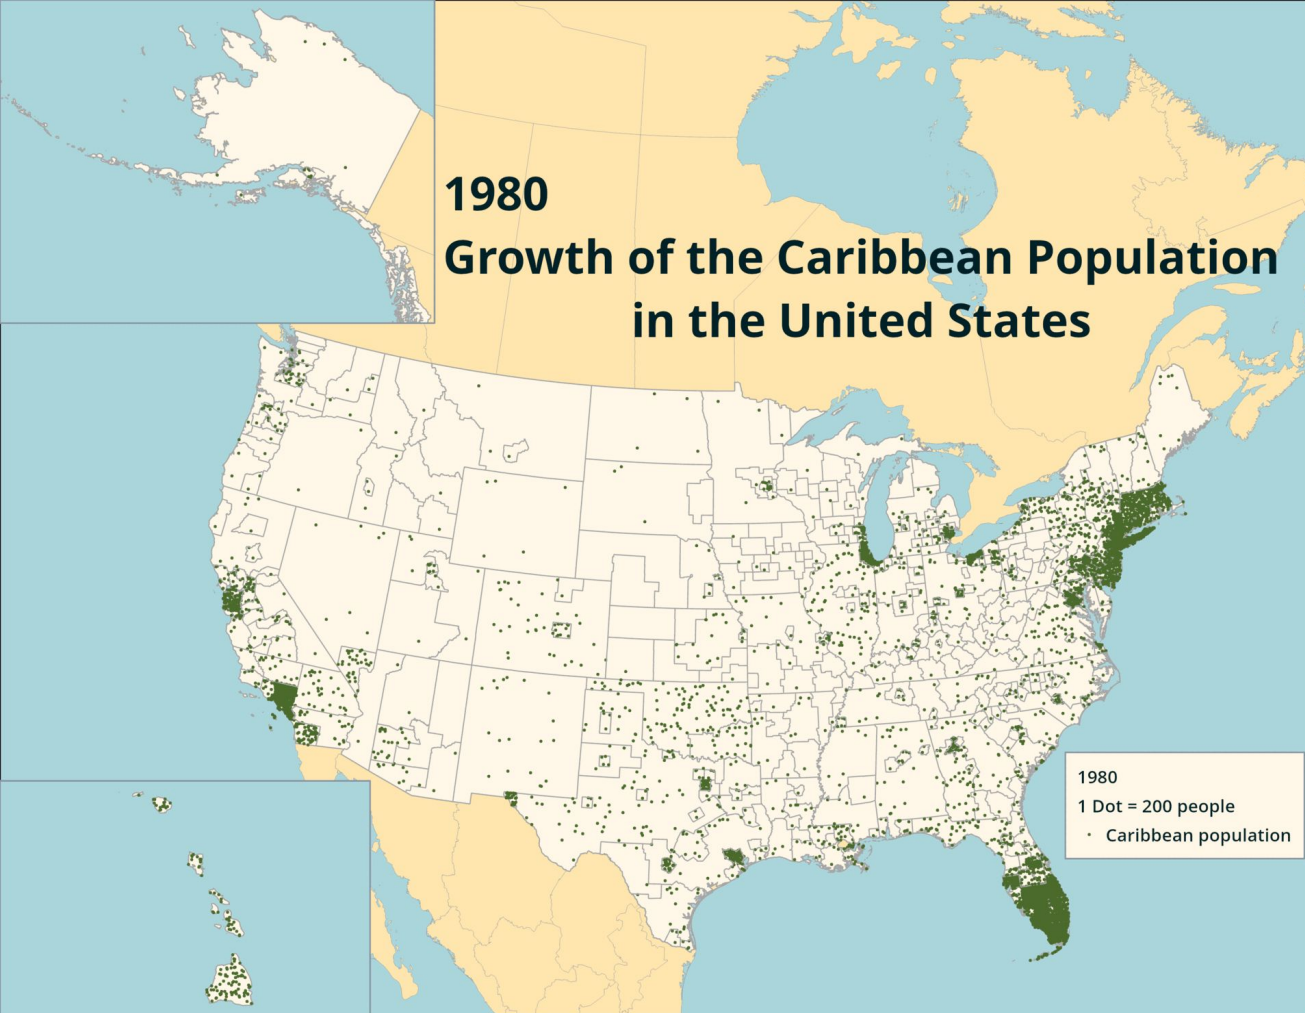 1980
Growth of the Caribbean Population
in the United States
1980
1 Dot = 200 people
Caribbean population